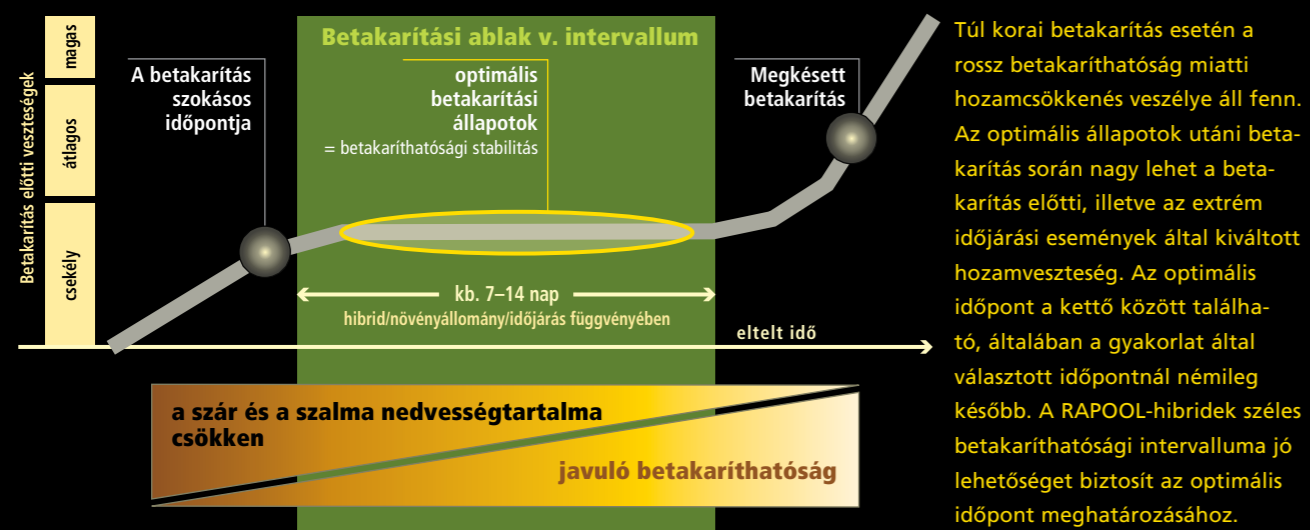 Betakarítás előtti veszteségek
magas
átlagos
csekély
A betakarítás
szokásos
időpontja
Betakarítási ablak v. intervallum
optimális
betakarítási
állapotok
= betakaríthatósági stabilitás
Megkésett
betakarítás
kb. 7–14 nap
hibrid/növényállomány/időjárás függvényében
eltelt idő
a szár és a szalma nedvességtartalma
csökken
javuló betakaríthatóság
Túl korai betakarítás esetén a
rossz betakaríthatóság miatti
hozamcsökkenés veszélye áll fenn.
Az optimális állapotok utáni beta-
karítás során nagy lehet a beta-
karítás előtti, illetve az extrém
időjárási események által kiváltott
hozamveszteség. Az optimális
időpont a kettő között találha-
tó, általában a gyakorlat által
választott időpontnál némileg
később. A RAPOOL-hibridek széles
betakaríthatósági intervalluma jó
lehetőséget biztosít az optimális
időpont meghatározásához.